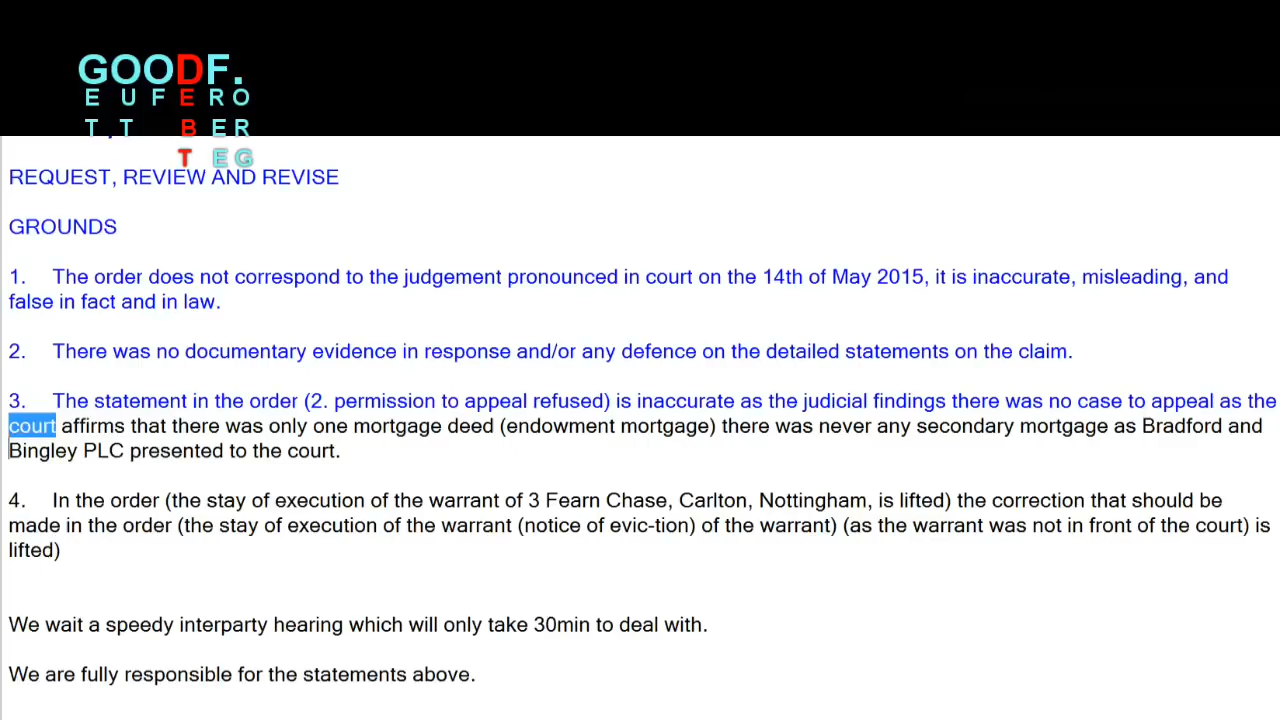 GOODF.
E U F E R O
T , T B E R
T E G
REQUEST, REVIEW AND REVISE
GROUNDS
1. The order does not correspond to the judgement pronounced in court on the 14th of May 2015, it is inaccurate, misleading, and
false in fact and in law.
2. There was no documentary evidence in response and/or any defence on the detailed statements on the claim.
3. The statement in the order (2. permission to appeal refused) is inaccurate as the judicial findings there was no case to appeal as the
court affirms that there was only one mortgage deed (endowment mortgage) there was never any secondary mortgage as Bradford and
Bingley PLC presented to the court.
4. In the order (the stay of execution of the warrant of 3 Fearn Chase, Carlton, Nottingham, is lifted) the correction that should be
made in the order (the stay of execution of the warrant (notice of evic-tion) of the warrant) (as the warrant was not in front of the court) is
lifted)
We wait a speedy interparty hearing which will only take 30min to deal with.
We are fully responsible for the statements above.